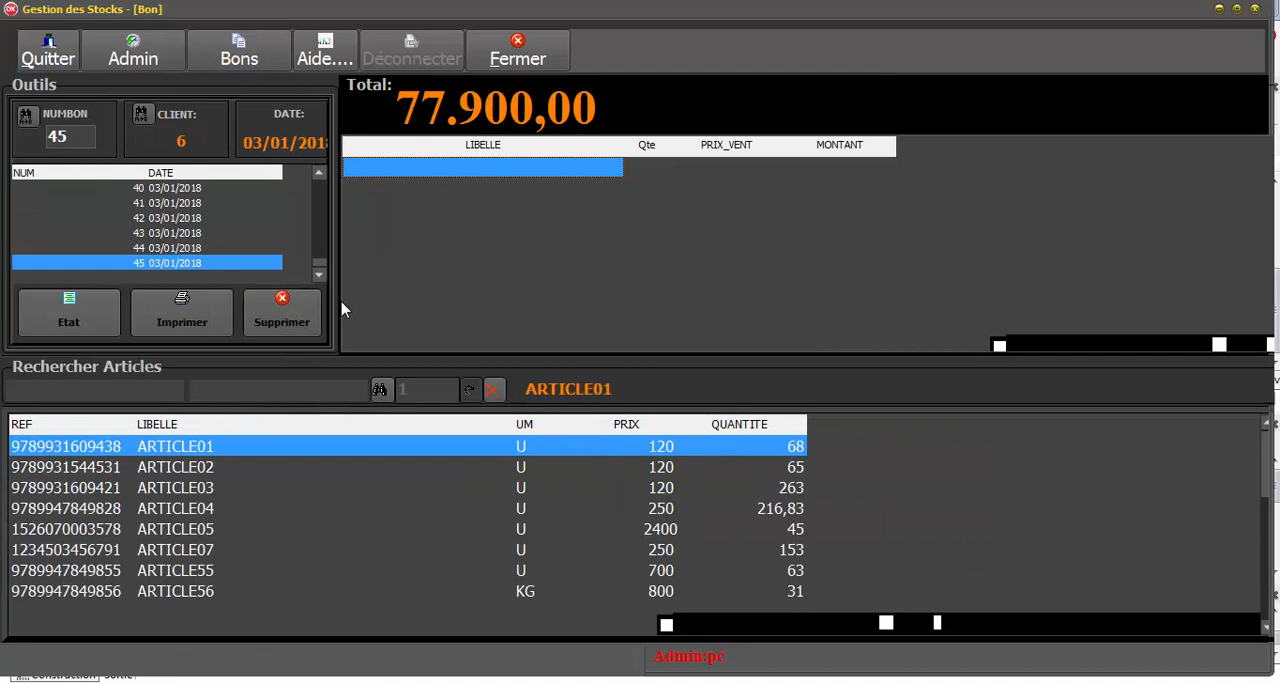 Gestion des Stocks - [Bon]
Quitter Admin Bons Aide.... Déconnecter Fermer
Outils
NUMBON CLIENT: DATE:
45 6 03/01/201
NUM DATE
40 03/01/2018
41 03/01/2018
42 03/01/2018
43 03/01/2018
44 03/01/2018
45 03/01/2018
Etat Imprimer Supprimer
Total: 77.900,00
LIBELLE Qte PRIX_VENT MONTANT
Rechercher Articles
1 ARTICLE01
REF LIBELLE UM PRIX QUANTITE
9789931609438 ARTICLE01 U 120 68
9789931544531 ARTICLE02 U 120 65
9789931609421 ARTICLE03 U 120 263
9789947849828 ARTICLE04 U 250 216,83
1526070003578 ARTICLE05 U 2400 45
1234503456791 ARTICLE07 U 250 153
9789947849855 ARTICLE55 U 700 63
9789947849856 ARTICLE56 KG 800 31
Admin:pc
Construction Sortie